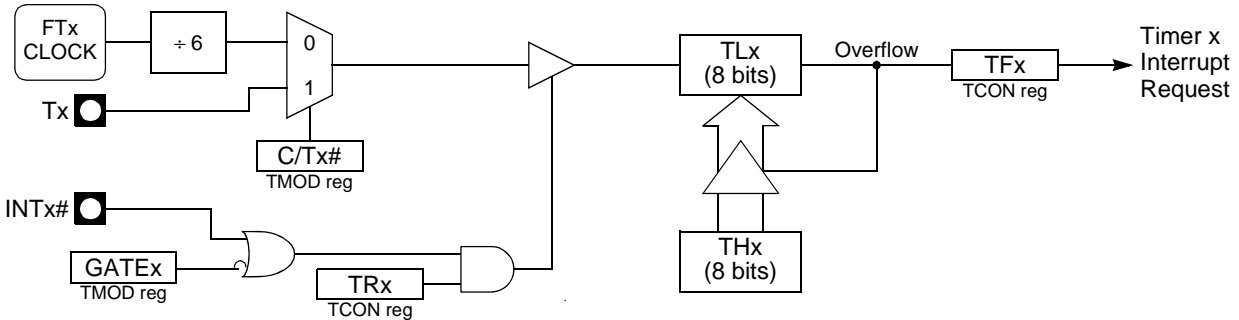 FTx
CLOCK
÷ 6
0
1
Tx
C/Tx#
TMOD reg
TLx
(8 bits)
Overflow
TFx
TCON reg
Timer x
Interrupt
Request
INTx#
GATEx
TMOD reg
TRx
TCON reg
THx
(8 bits)